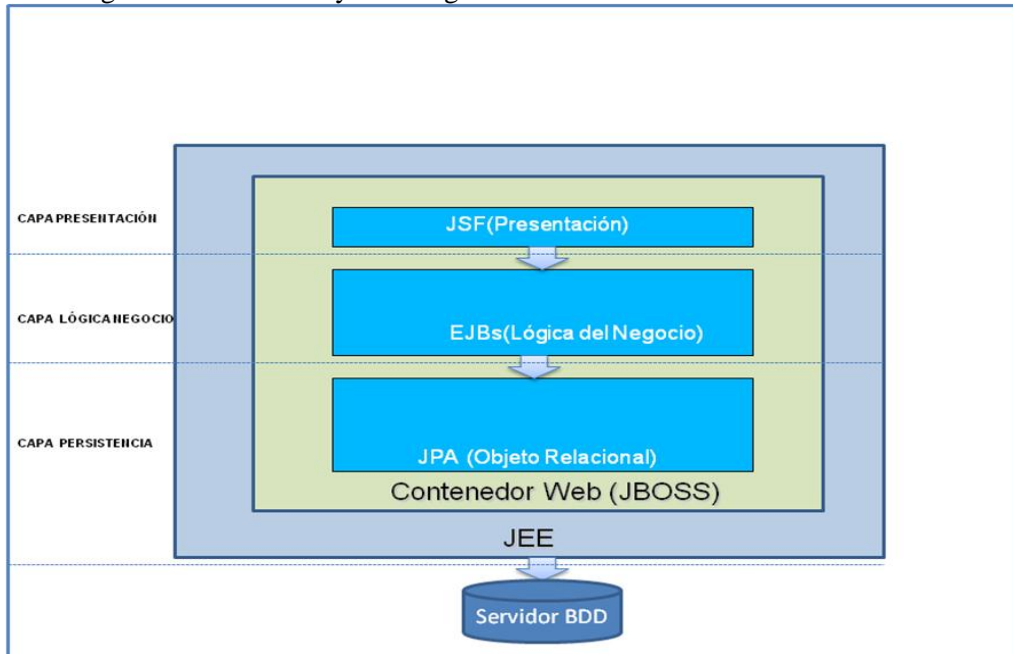 CAPA PRESENTACIÓN
JSF(Presentación)
CAPA LÓGICA NEGOCIO
EJBs(Lógica del Negocio)
CAPA PERSISTENCIA
JPA (Objeto Relacional)
Contenedor Web (JBOSS)
JEE
Servidor BDD